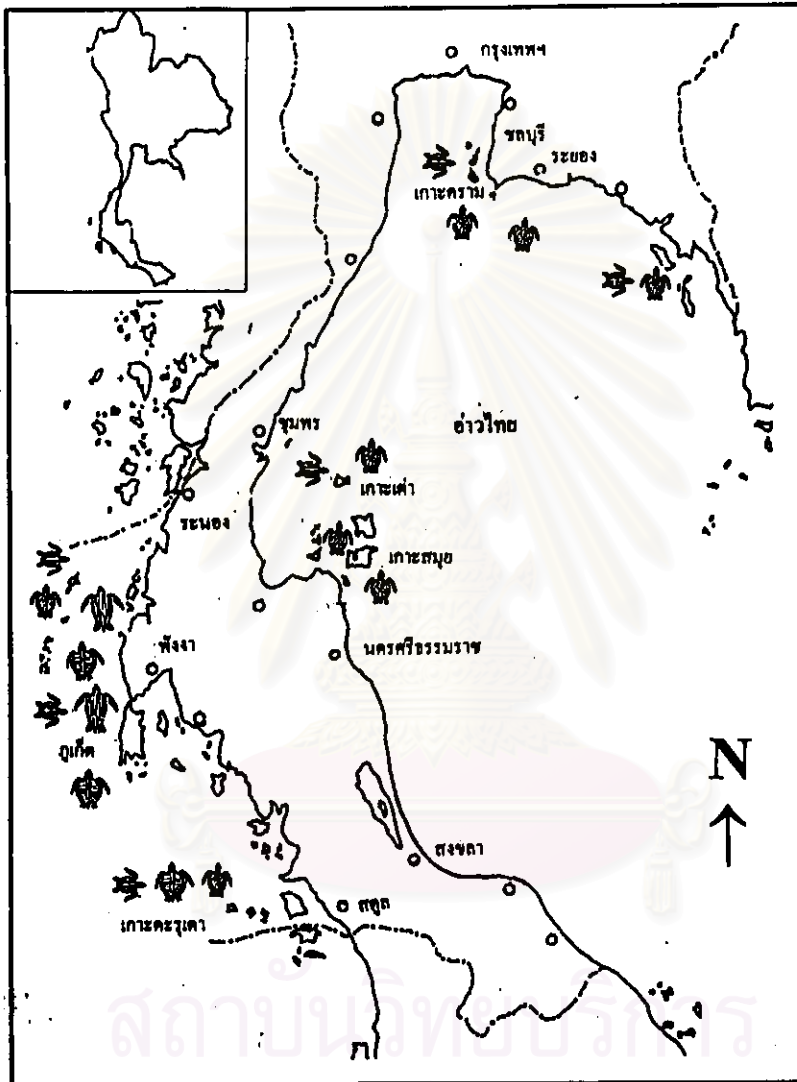 กรุงเทพฯ
ชลบุรี
ระยอง
เกาะคราม
ชุมพร
อ่าวไทย
เกาะเต่า
ระนอง
เกาะสมุย
พังงา
นครศรีธรรมราช
ภูเก็ต
N
สงขลา
สตูล
เกาะตะรุเตา
สถาบันวิทยบริการ